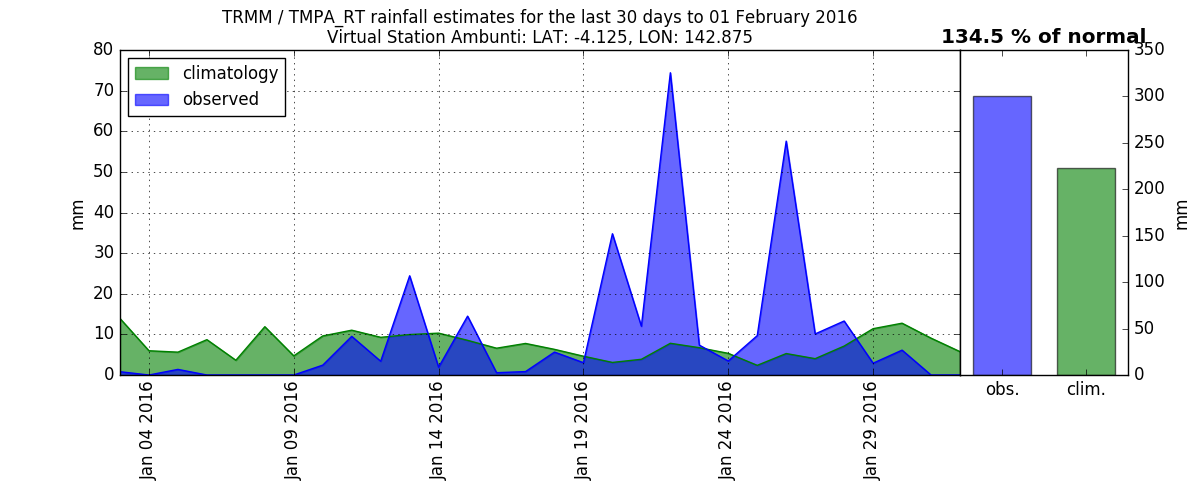 TRMM / TMPA_RT rainfall estimates for the last 30 days to 01 February 2016
Virtual Station Ambunti: LAT: -4.125, LON: 142.875
134.5 % of normal
climatology
observed
80
70
60
50
40
30
20
10
0
mm
Jan 04 2016
Jan 09 2016
Jan 14 2016
Jan 19 2016
Jan 24 2016
Jan 29 2016
350
300
250
200
150
100
50
0
mm
obs.
clim.